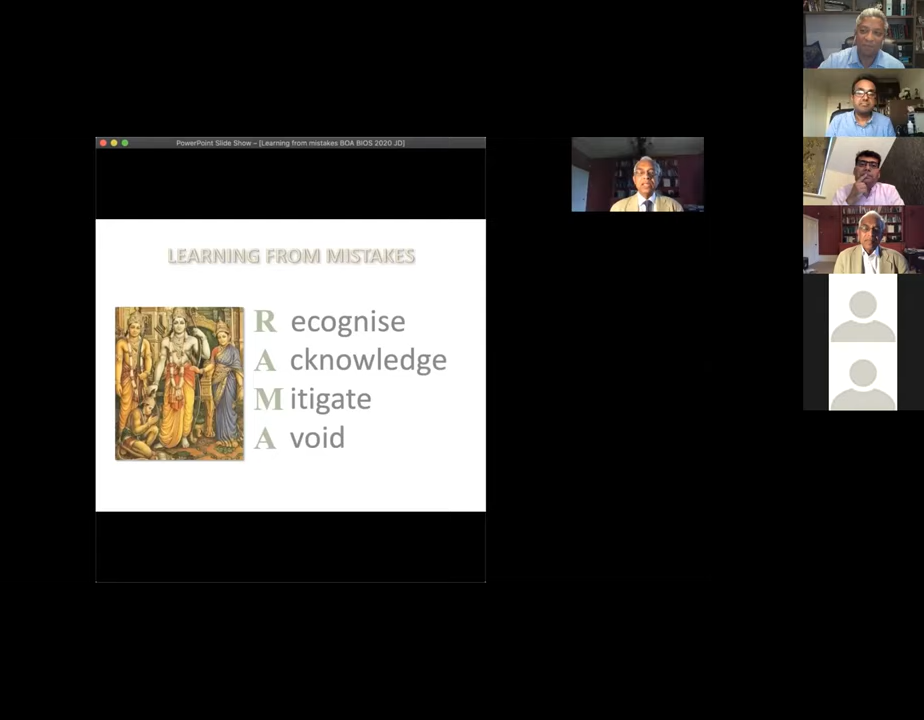 PowerPoint Slide Show – [Learning from mistakes BOA BIOS 2020 JD]
LEARNING FROM MISTAKES
R ecognise
A cknowledge
M itigate
A void